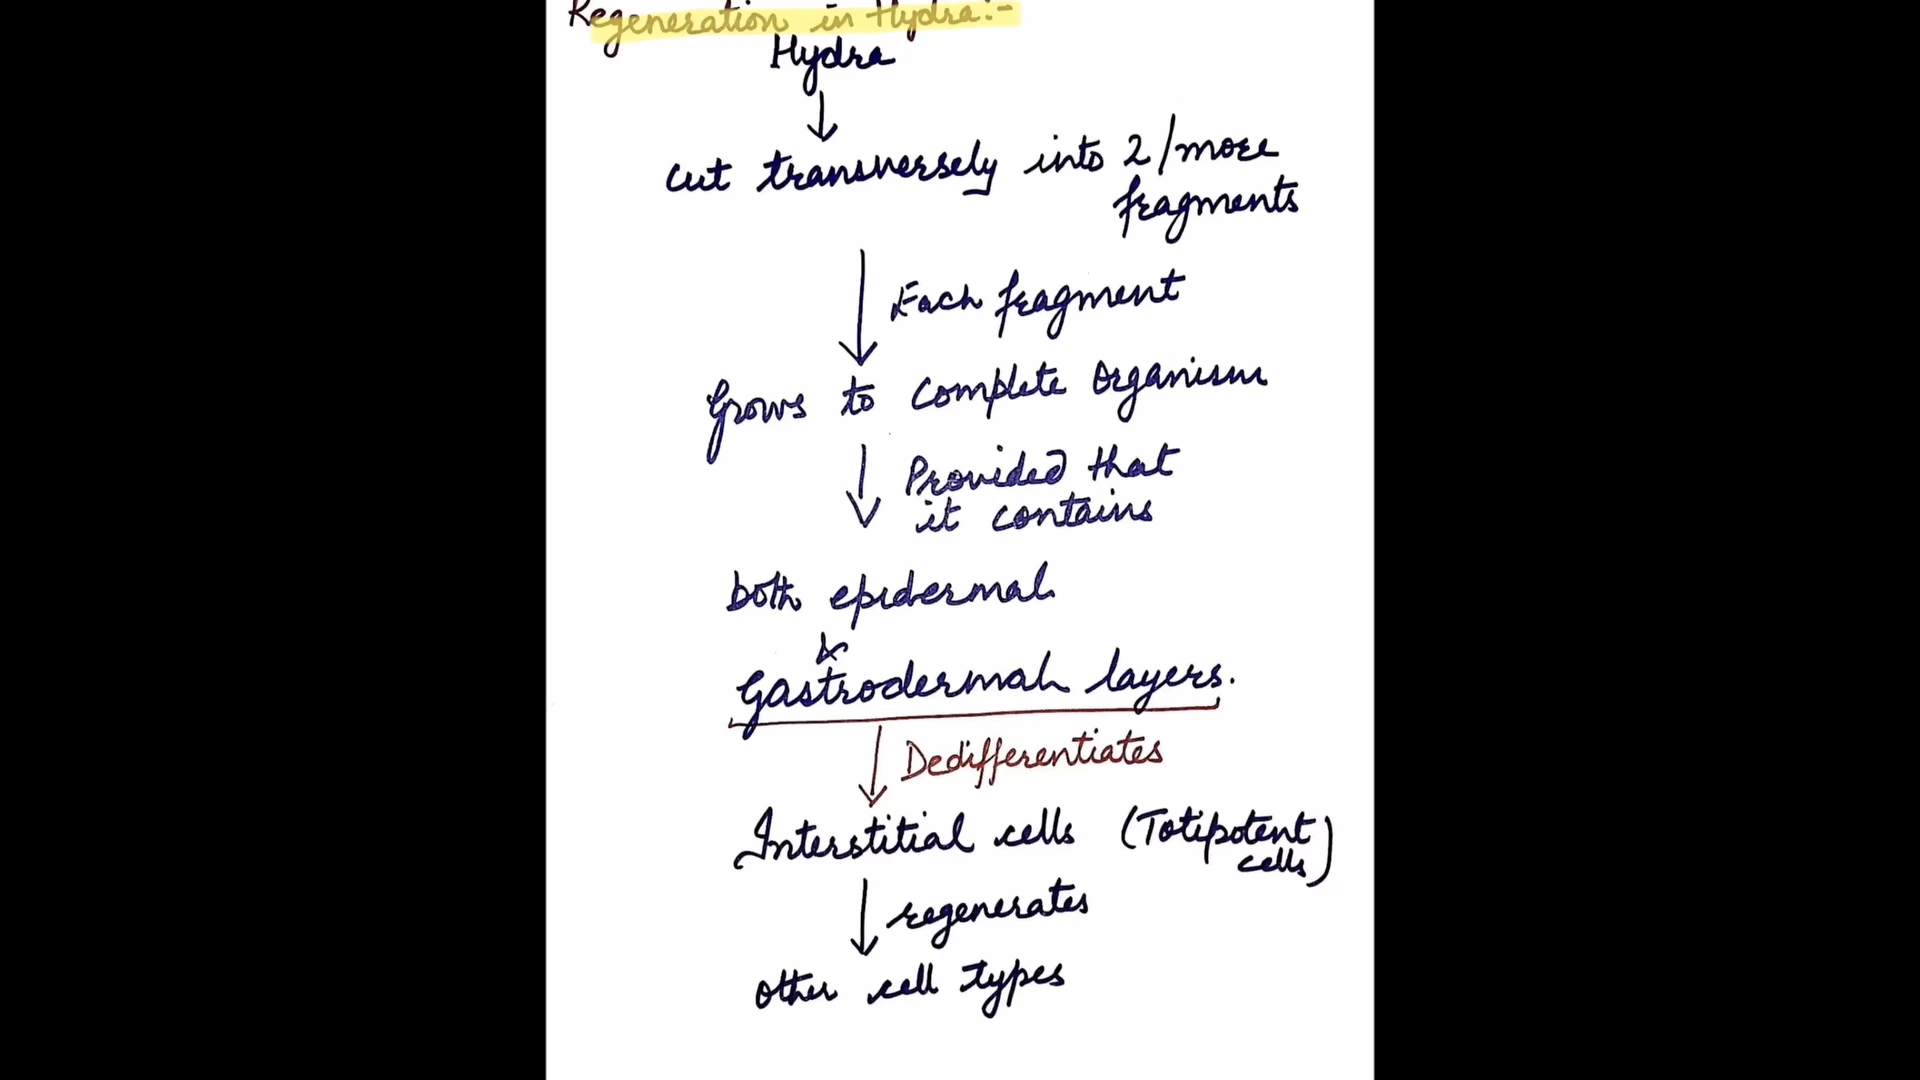 Regeneration in Hydra:-
Hydra
↓
cut transversely into 2/more
fragments
↓ Each fragment
Grows to complete organism
↓ Provided that
it contains
both epidermal
&
Gastrodermal layers.
↓ Dedifferentiates
Interstitial cells (Totipotent
cells)
↓ regenerates
other cell types